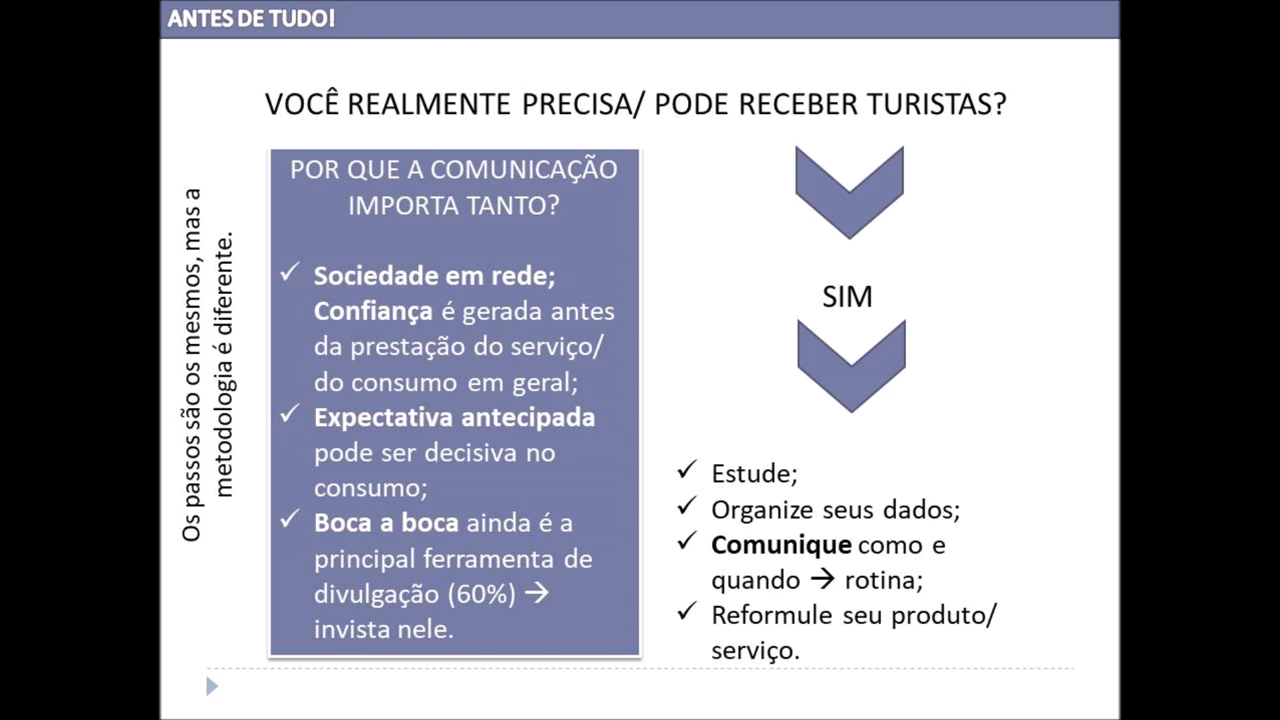 ANTES DE TUDO!
VOCÊ REALMENTE PRECISA/ PODE RECEBER TURISTAS?
Os passos são os mesmos, mas a
metodologia é diferente.
POR QUE A COMUNICAÇÃO
IMPORTA TANTO?
✓ Sociedade em rede;
Confiança é gerada antes
da prestação do serviço/
do consumo em geral;
✓ Expectativa antecipada
pode ser decisiva no
consumo;
✓ Boca a boca ainda é a
principal ferramenta de
divulgação (60%) →
invista nele.
SIM
✓ Estude;
✓ Organize seus dados;
✓ Comunique como e
quando → rotina;
✓ Reformule seu produto/
serviço.